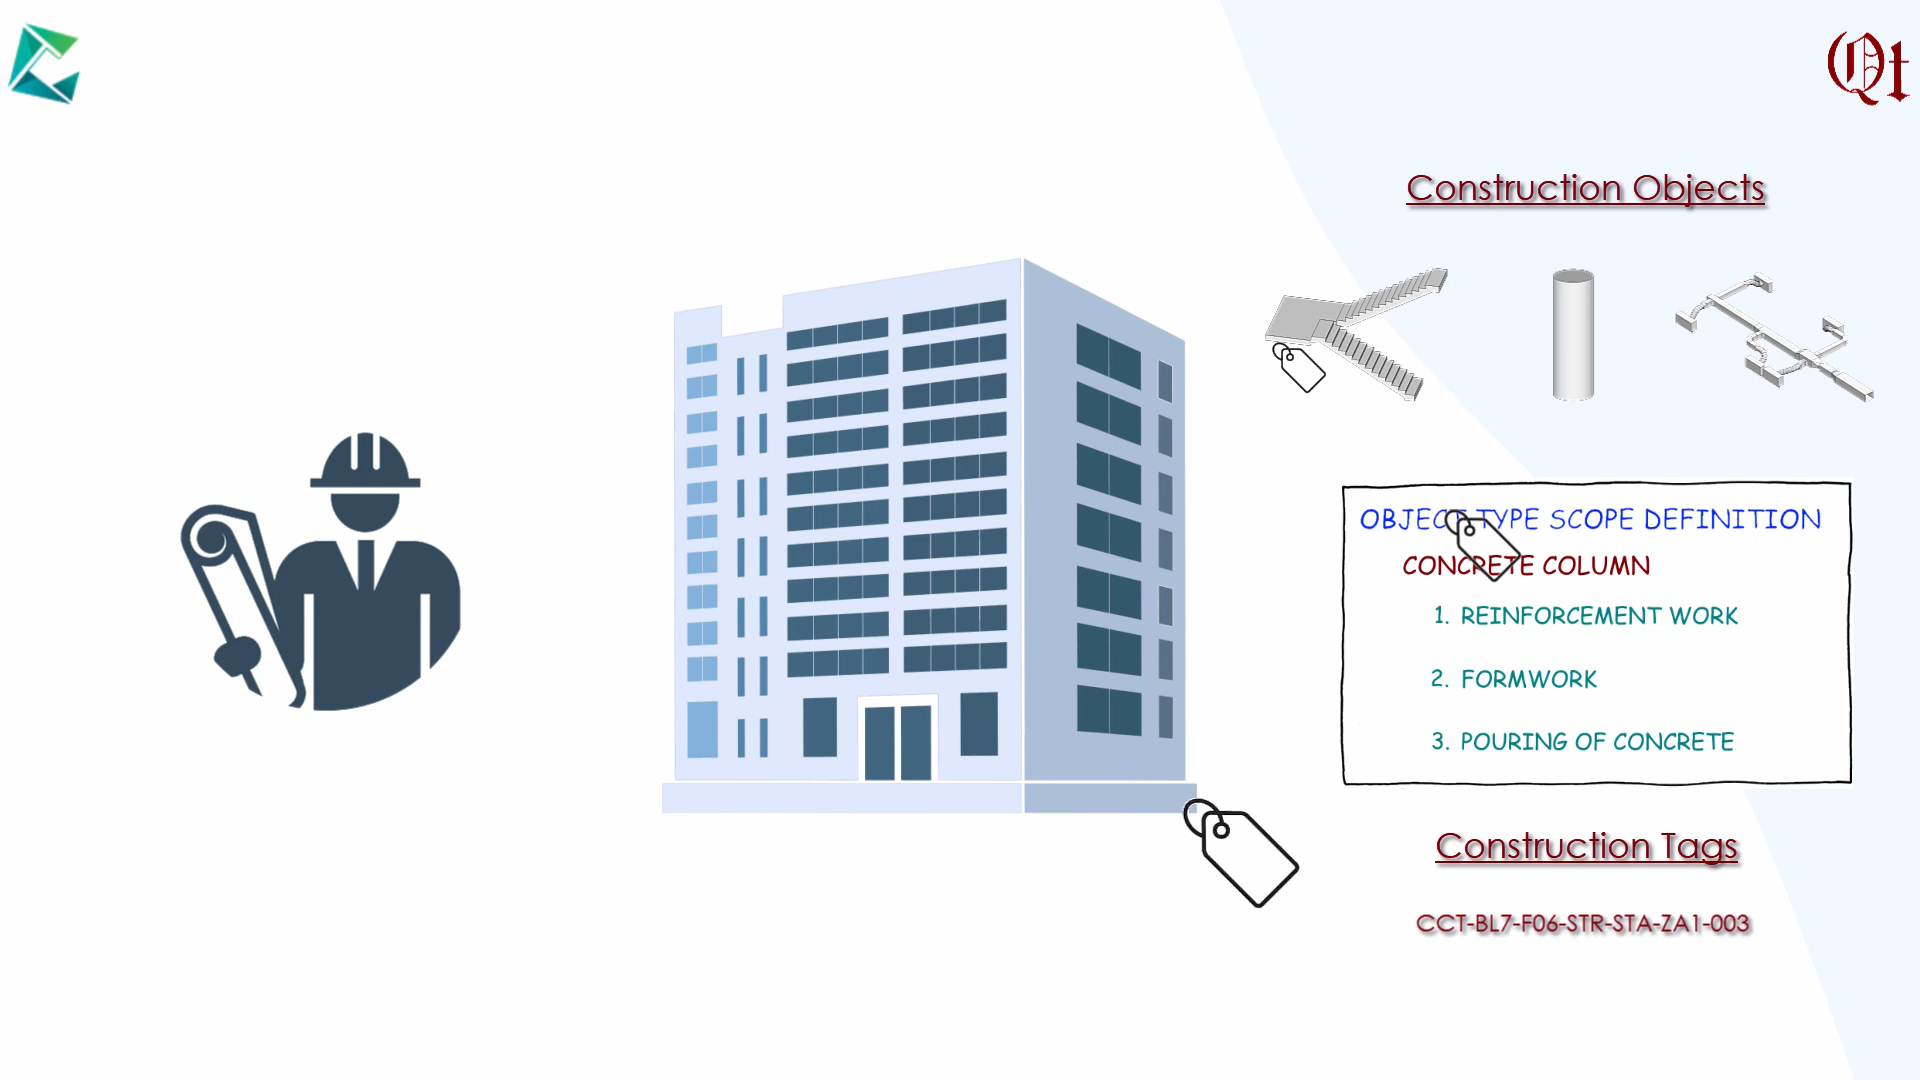 Qt
Construction Objects
OBJECT TYPE SCOPE DEFINITION
CONCRETE COLUMN
1. REINFORCEMENT WORK
2. FORMWORK
3. POURING OF CONCRETE
Construction Tags
CCT-BL7-F06-STR-STA-ZA1-003